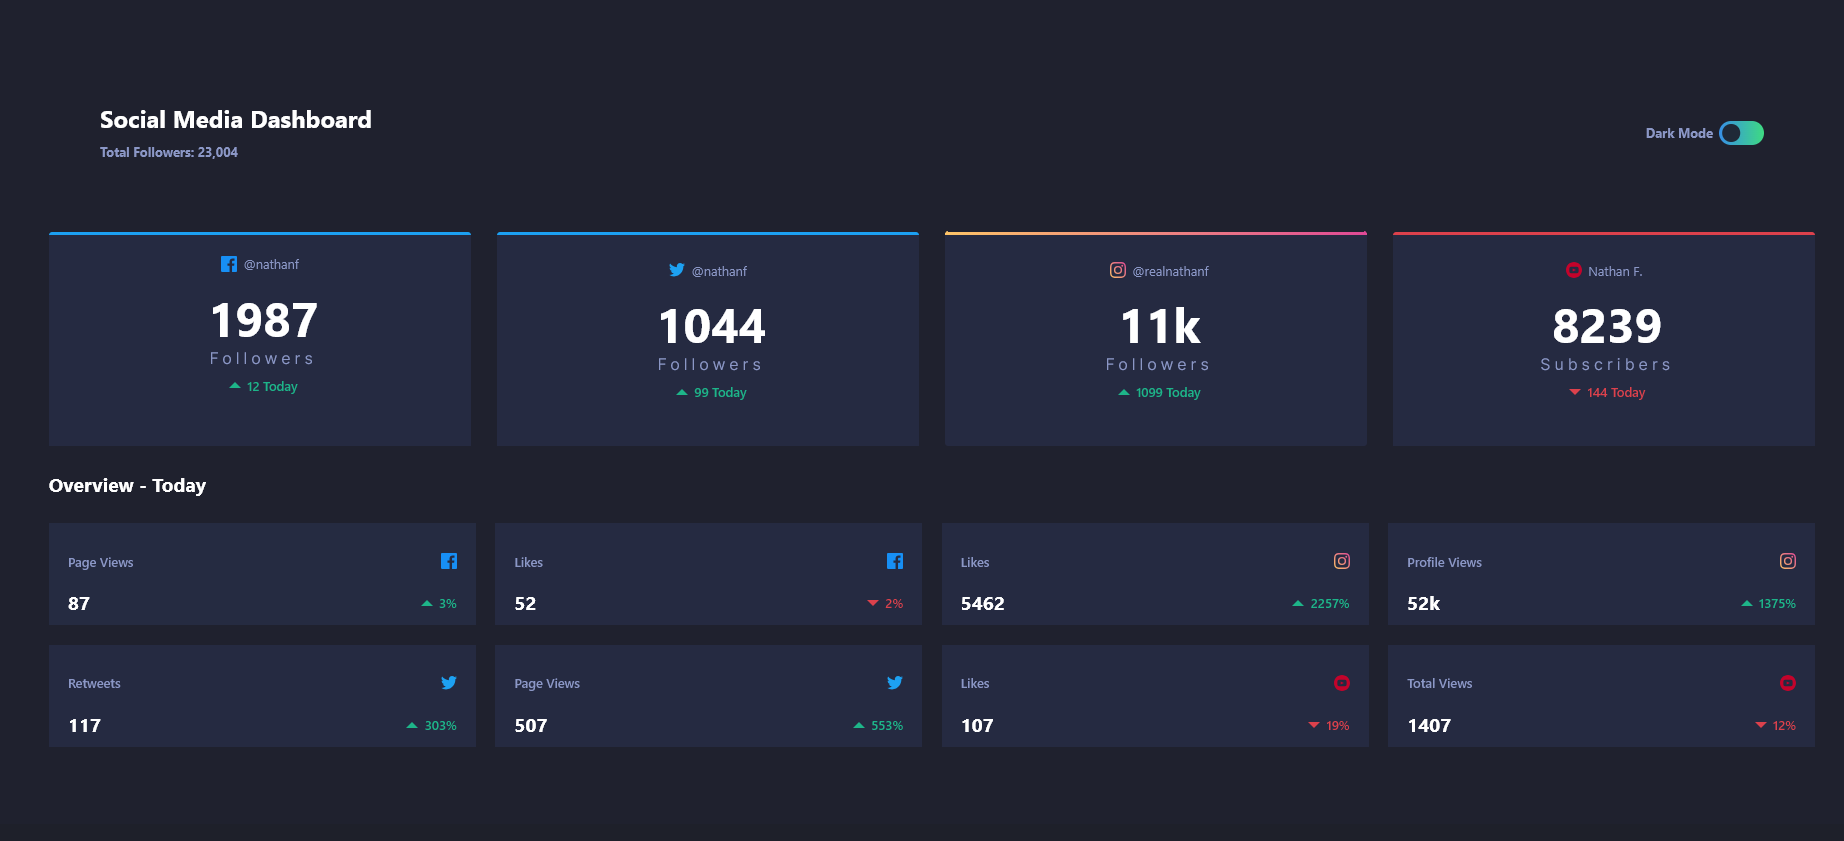 Social Media Dashboard
Total Followers: 23,004
Dark Mode
@nathanf
1987
Followers
12 Today
@nathanf
1044
Followers
99 Today
@realnathanf
11k
Followers
1099 Today
Nathan F.
8239
Subscribers
144 Today
Overview - Today
Page Views
87
3%
Likes
52
2%
Likes
5462
2257%
Profile Views
52k
1375%
Retweets
117
303%
Page Views
507
553%
Likes
107
19%
Total Views
1407
12%